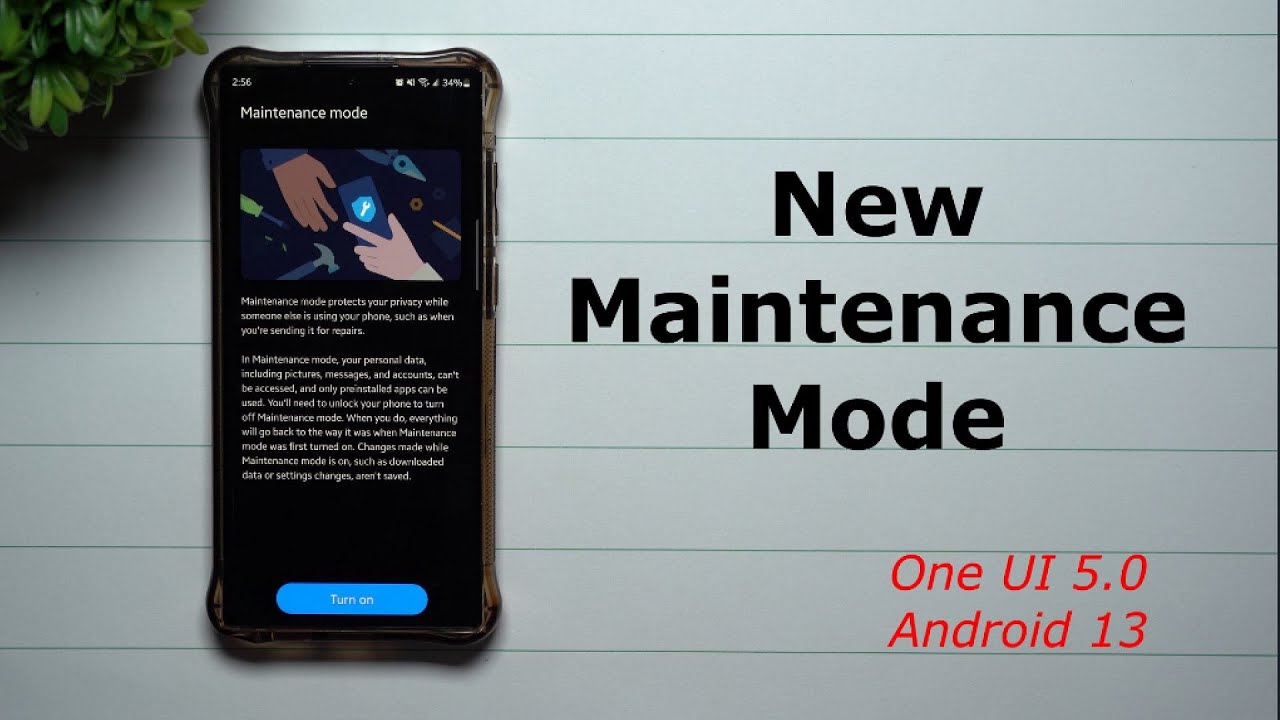 2:56
34%
Maintenance mode
Maintenance mode protects your privacy while
someone else is using your phone, such as when
you're sending it for repairs.
In Maintenance mode, your personal data,
including pictures, messages, and accounts, can't
be accessed, and only preinstalled apps can be
used. You'll need to unlock your phone to turn
off Maintenance mode. When you do, everything
will go back to the way it was when Maintenance
mode was first turned on. Changes made while
Maintenance mode is on, such as downloaded
data or settings changes, aren't saved.
Turn on
New
Maintenance
Mode
One UI 5.0
Android 13